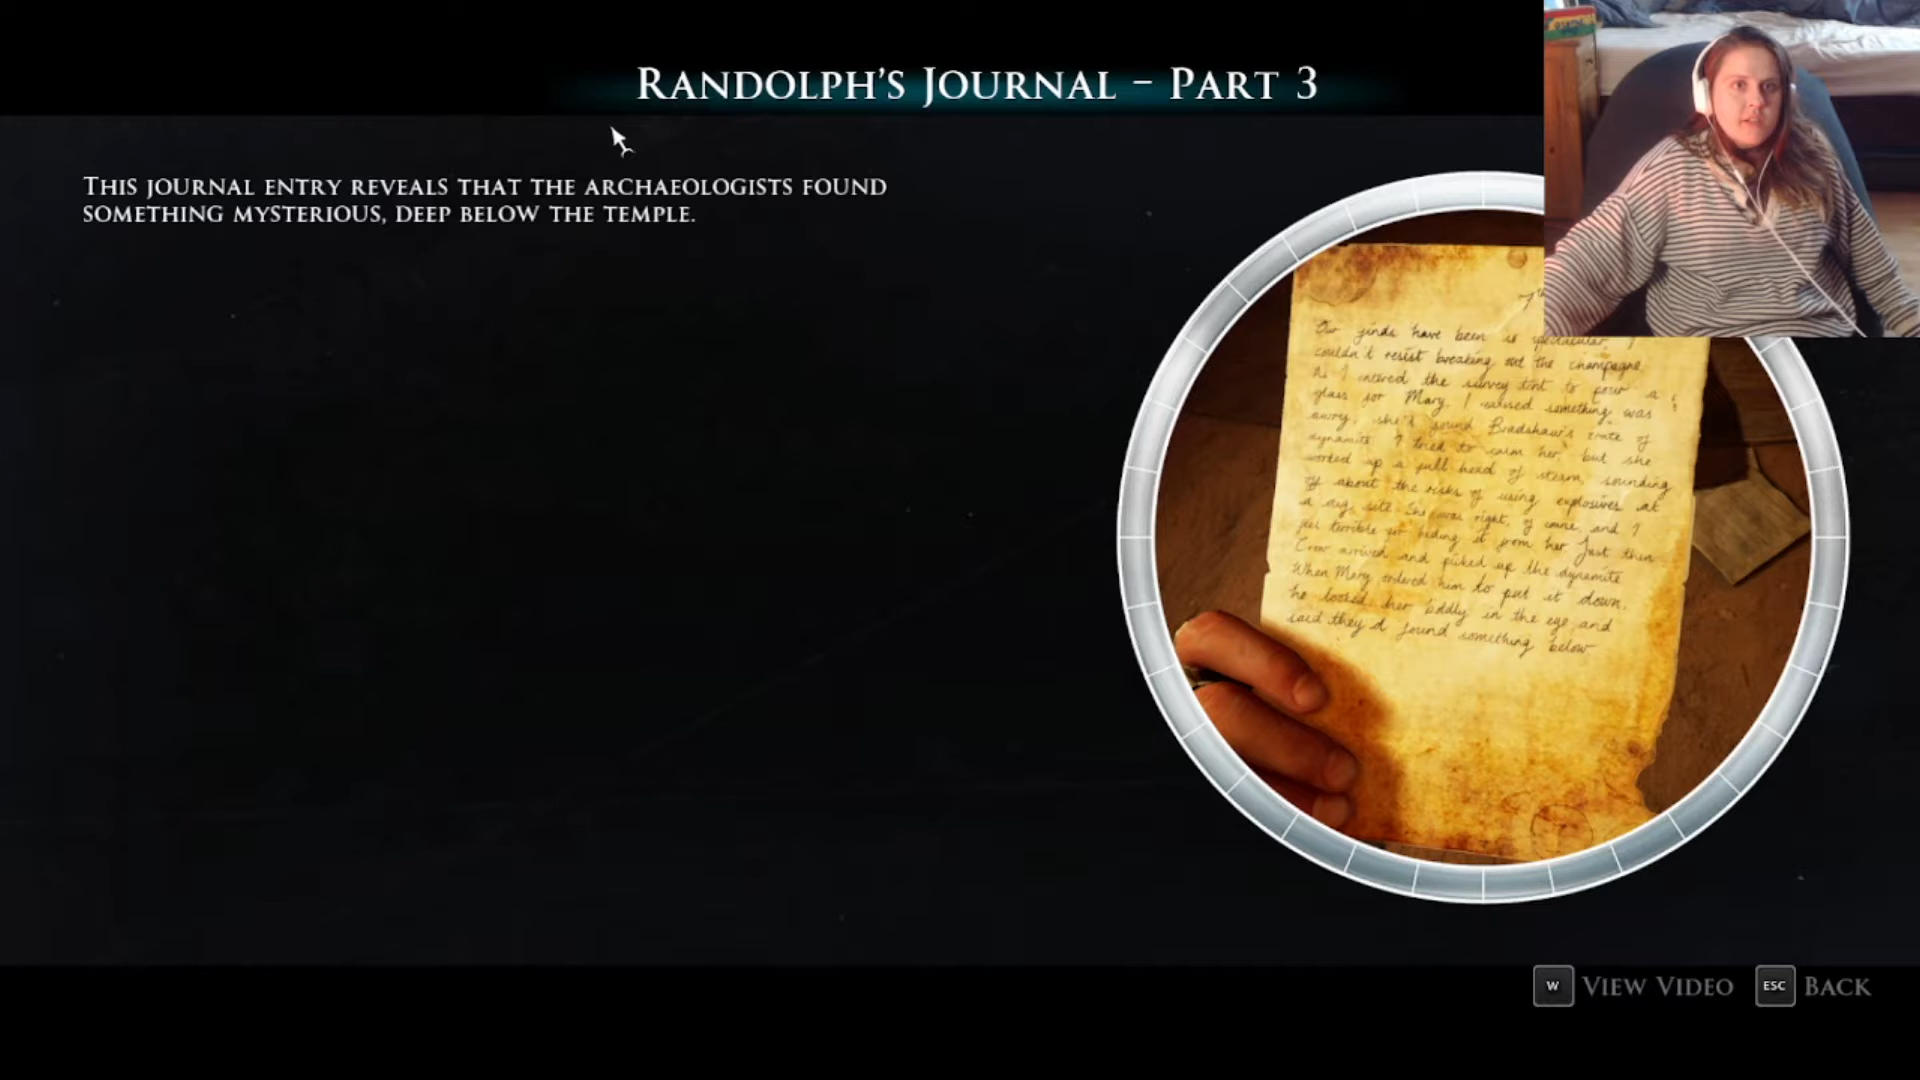 RANDOLPH'S JOURNAL – PART 3
THIS JOURNAL ENTRY REVEALS THAT THE ARCHAEOLOGISTS FOUND
SOMETHING MYSTERIOUS, DEEP BELOW THE TEMPLE.
Our finds have been so spectacular, I
couldn't resist breaking out the champagne.
As I entered the survey tent to pour a
glass for Mary, I sensed something was
awry, she'd found Bradshaw's crate of
dynamite. I tried to calm her, but she
worked up a full head of steam, sounding
off about the risks of using explosives at
a dig site. She was right, of course, and I
feel terrible for hiding it from her. Just then
Crow arrived and picked up the dynamite
When Mary ordered him to put it down,
he looked her oddly in the eye, and
said they'd found something below
W VIEW VIDEO ESC BACK